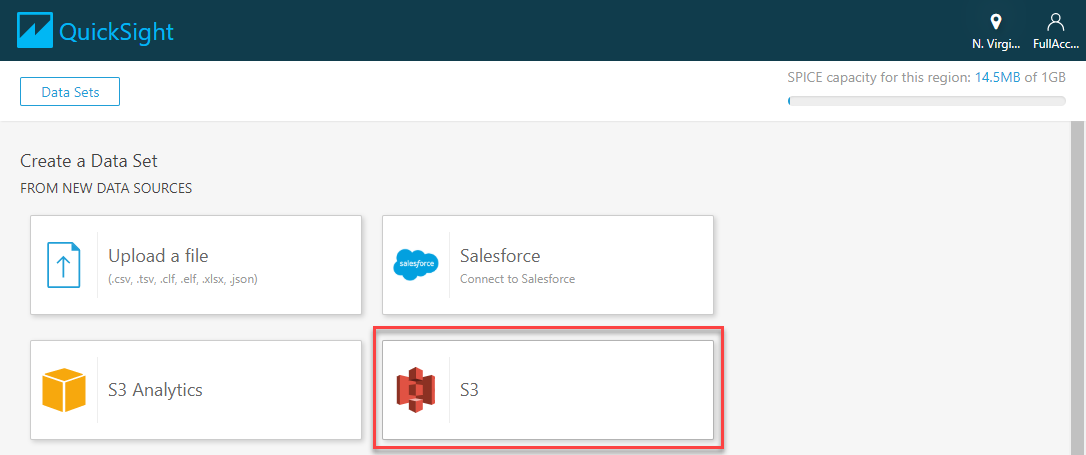 QuickSight
N. Virgi...
FullAcc...
Data Sets
SPICE capacity for this region: 14.5MB of 1GB
Create a Data Set
FROM NEW DATA SOURCES
Upload a file
(.csv, .tsv, .clf, .elf, .xlsx, .json)
salesforce
Salesforce
Connect to Salesforce
S3 Analytics
S3